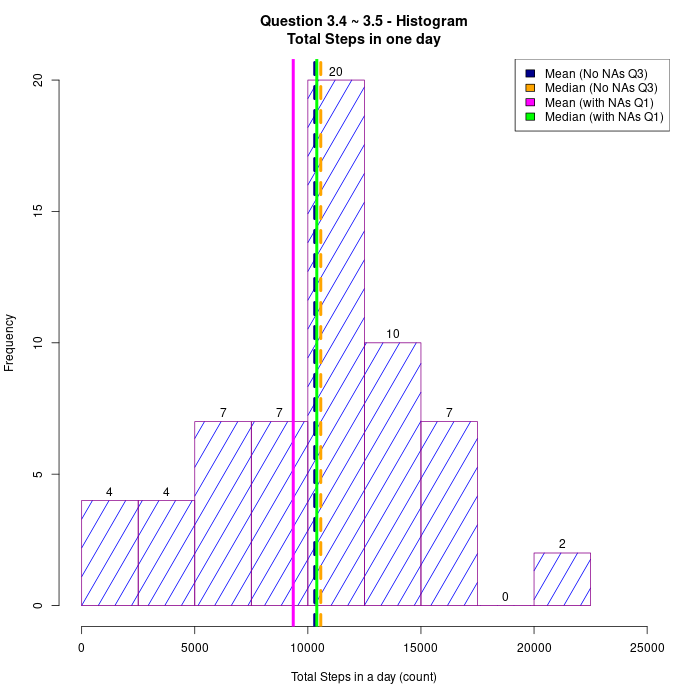 Question 3.4 ~ 3.5 - Histogram
Total Steps in one day
Mean (No NAs Q3)
Median (No NAs Q3)
Mean (with NAs Q1)
Median (with NAs Q1)
Frequency
20
15
10
5
0
4
4
7
7
20
10
7
0
2
0
5000
10000
15000
20000
25000
Total Steps in a day (count)